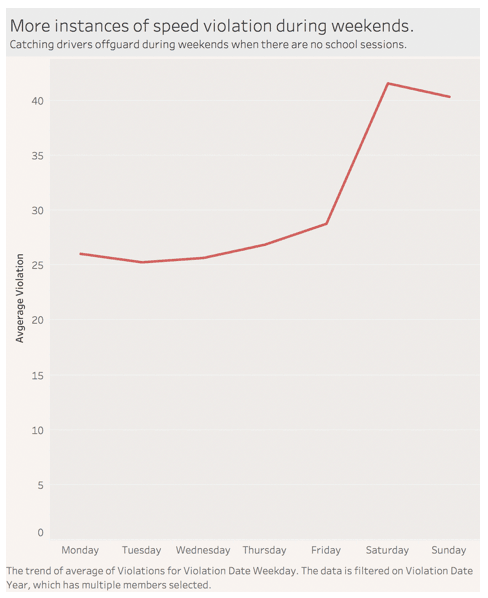 More instances of speed violation during weekends.
Catching drivers offguard during weekends when there are no school sessions.
40
35
30
25
20
15
10
5
0
Avgerage Violation
Monday Tuesday Wednesday Thursday Friday Saturday Sunday
The trend of average of Violations for Violation Date Weekday. The data is filtered on Violation Date
Year, which has multiple members selected.